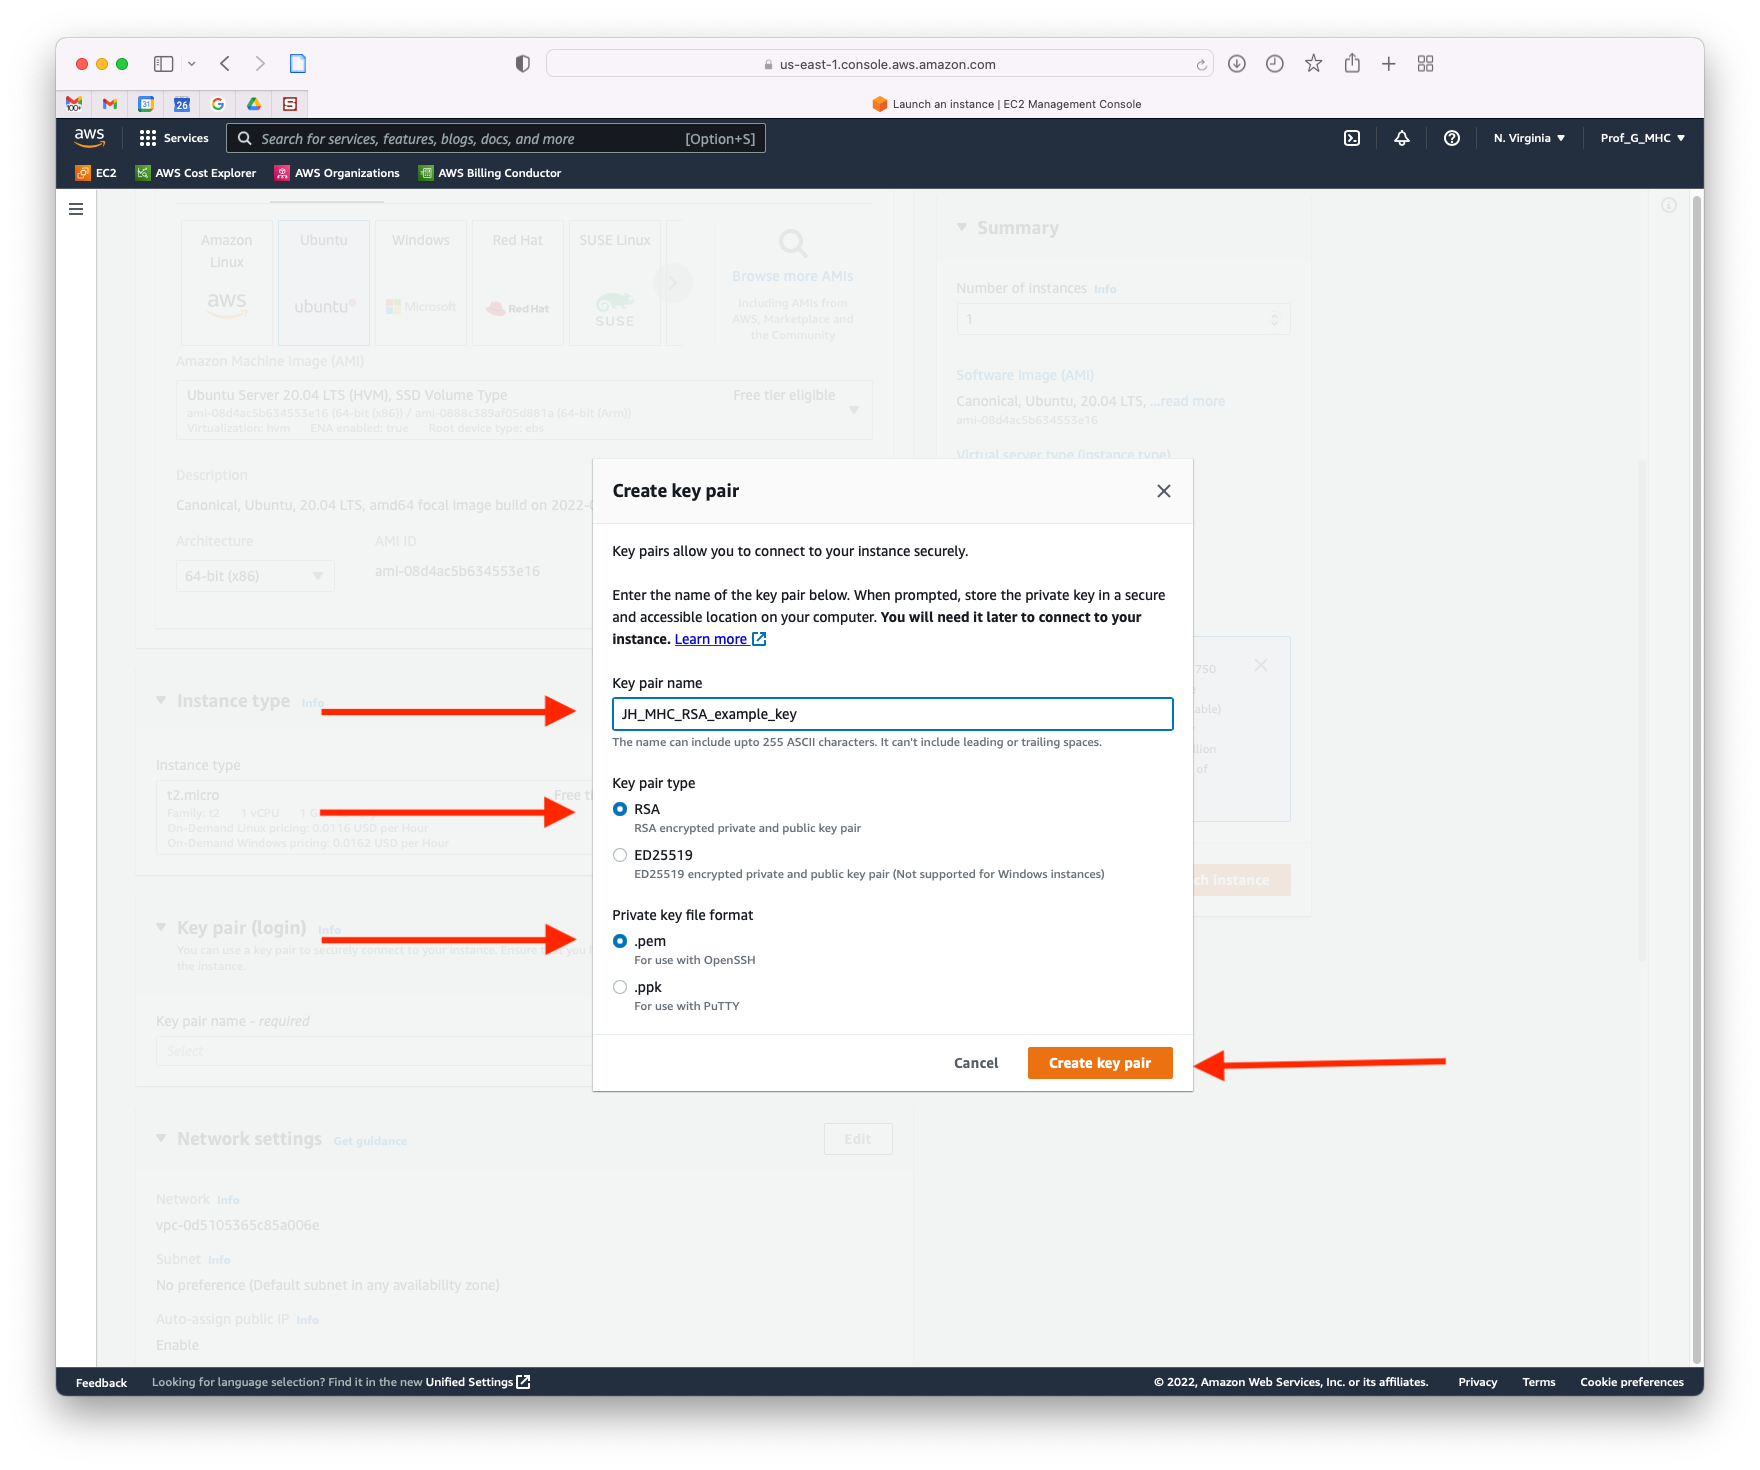 us-east-1.console.aws.amazon.com
Launch an instance | EC2 Management Console
aws
Services
Search for services, features, blogs, docs, and more
[Option+S]
N. Virginia
Prof_G_MHC
EC2
AWS Cost Explorer
AWS Organizations
AWS Billing Conductor
Amazon Linux
aws
Ubuntu
ubuntu
Windows
Microsoft
Red Hat
Red Hat
SUSE Linux
SUSE
Browse more AMIs
Including AMIs from
AWS, Marketplace and
the Community
Amazon Machine Image (AMI)
Ubuntu Server 20.04 LTS (HVM), SSD Volume Type
Free tier eligible
ami-08d4ac5b634553e16 (64-bit (x86)) / ami-0888c389af05d881a (64-bit (Arm))
Virtualization: hvm ENA enabled: true Root device type: ebs
Description
Canonical, Ubuntu, 20.04 LTS, amd64 focal image build on 2022-
Architecture
64-bit (x86)
AMI ID
ami-08d4ac5b634553e16
Summary
Number of instances Info
1
Software Image (AMI)
Canonical, Ubuntu, 20.04 LTS, ...read more
ami-08d4ac5b634553e16
Virtual server type (instance type)
Create key pair
Key pairs allow you to connect to your instance securely.
Enter the name of the key pair below. When prompted, store the private key in a secure
and accessible location on your computer. You will need it later to connect to your
instance. Learn more
Key pair name
JH_MHC_RSA_example_key
The name can include upto 255 ASCII characters. It can't include leading or trailing spaces.
Key pair type
RSA
RSA encrypted private and public key pair
ED25519
ED25519 encrypted private and public key pair (Not supported for Windows instances)
Private key file format
.pem
For use with OpenSSH
.ppk
For use with PuTTY
Cancel
Create key pair
750
able)
llion
of
ch instance
Instance type Info
Instance type
t2.micro
Free ti
Family: t2 1 vCPU 1 G
On-Demand Linux pricing: 0.0116 USD per Hour
On-Demand Windows pricing: 0.0162 USD per Hour
Key pair (login) Info
You can use a key pair to securely connect to your instance. Ensure that you
the instance.
Key pair name - required
Select
Network settings Get guidance
Edit
Network Info
vpc-0d5105365c85a006e
Subnet Info
No preference (Default subnet in any availability zone)
Auto-assign public IP Info
Enable
Feedback
Looking for language selection? Find it in the new Unified Settings
© 2022, Amazon Web Services, Inc. or its affiliates.
Privacy
Terms
Cookie preferences